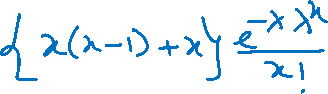 {x(x-1)+x} e^{-λ} λ^x / x!